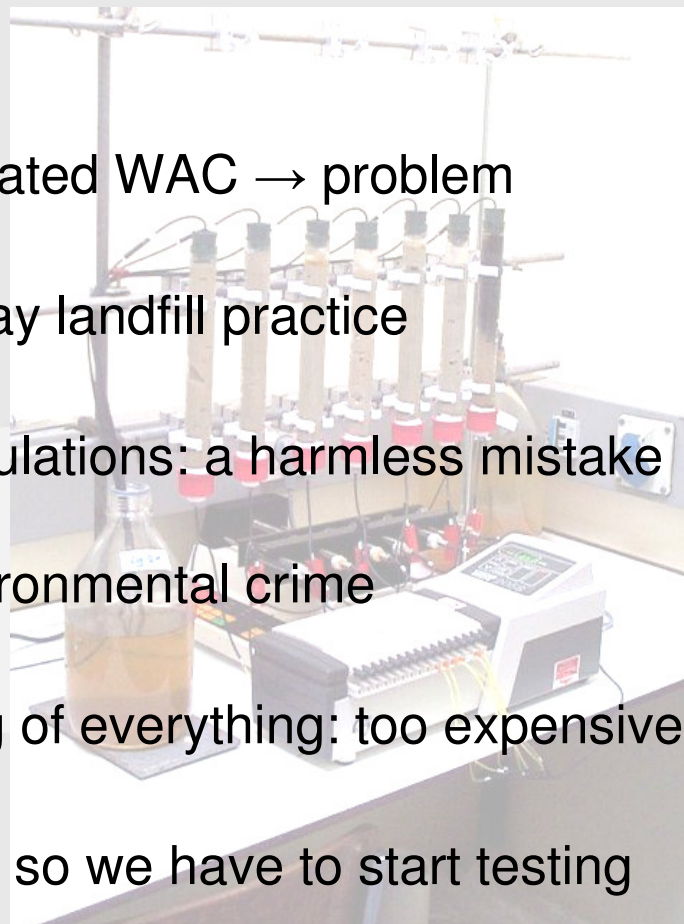 ated WAC → problem
ay landfill practice
ulations: a harmless mistake
ronmental crime
g of everything: too expensive
so we have to start testing